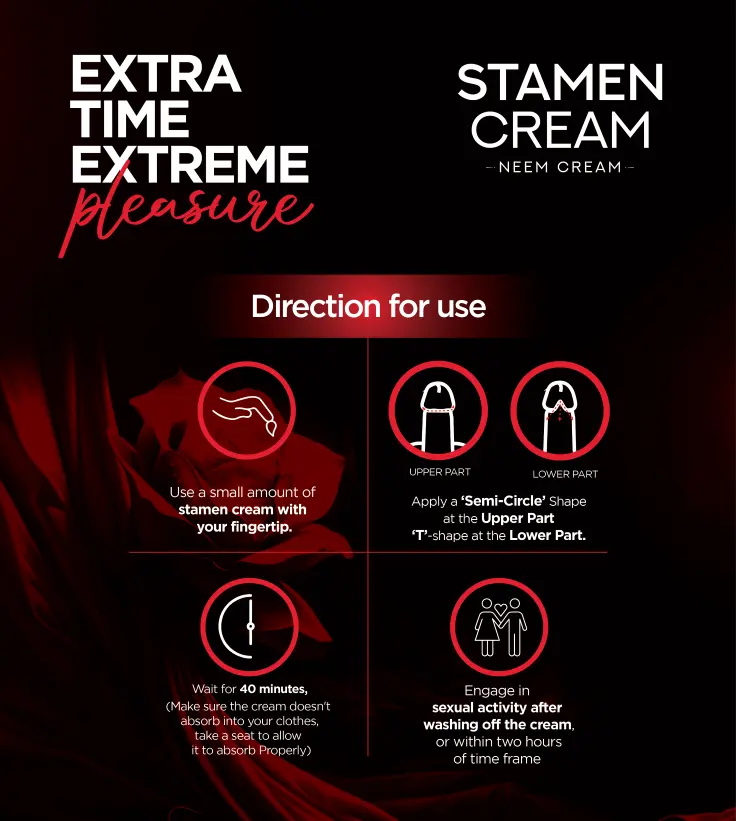 EXTRA
TIME
EXTREME
pleasure
STAMEN
CREAM
NEEM CREAM
Direction for use
Use a small amount of
stamen cream with
your fingertip.
UPPER PART
LOWER PART
Apply a ‘Semi-Circle’ Shape
at the Upper Part
‘T’-shape at the Lower Part.
Wait for 40 minutes,
(Make sure the cream doesn't
absorb into your clothes,
take a seat to allow
it to absorb Properly)
Engage in
sexual activity after
washing off the cream,
or within two hours
of time frame